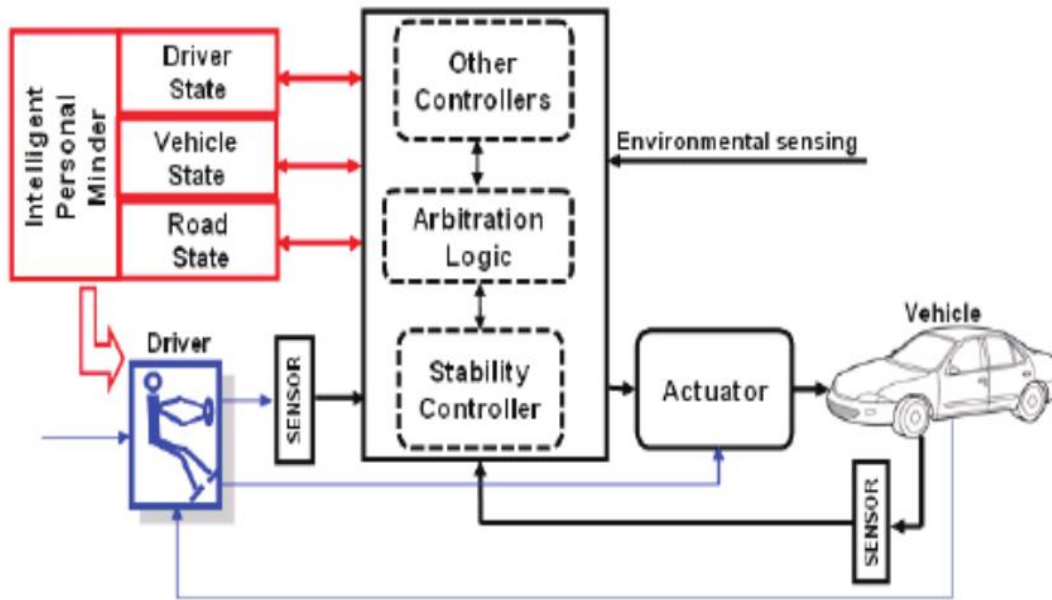 Intelligent
Personal
Minder
Driver
State
Vehicle
State
Road
State
Other
Controllers
Arbitration
Logic
Stability
Controller
Environmental sensing
Driver
SENSOR
Actuator
Vehicle
SENSOR